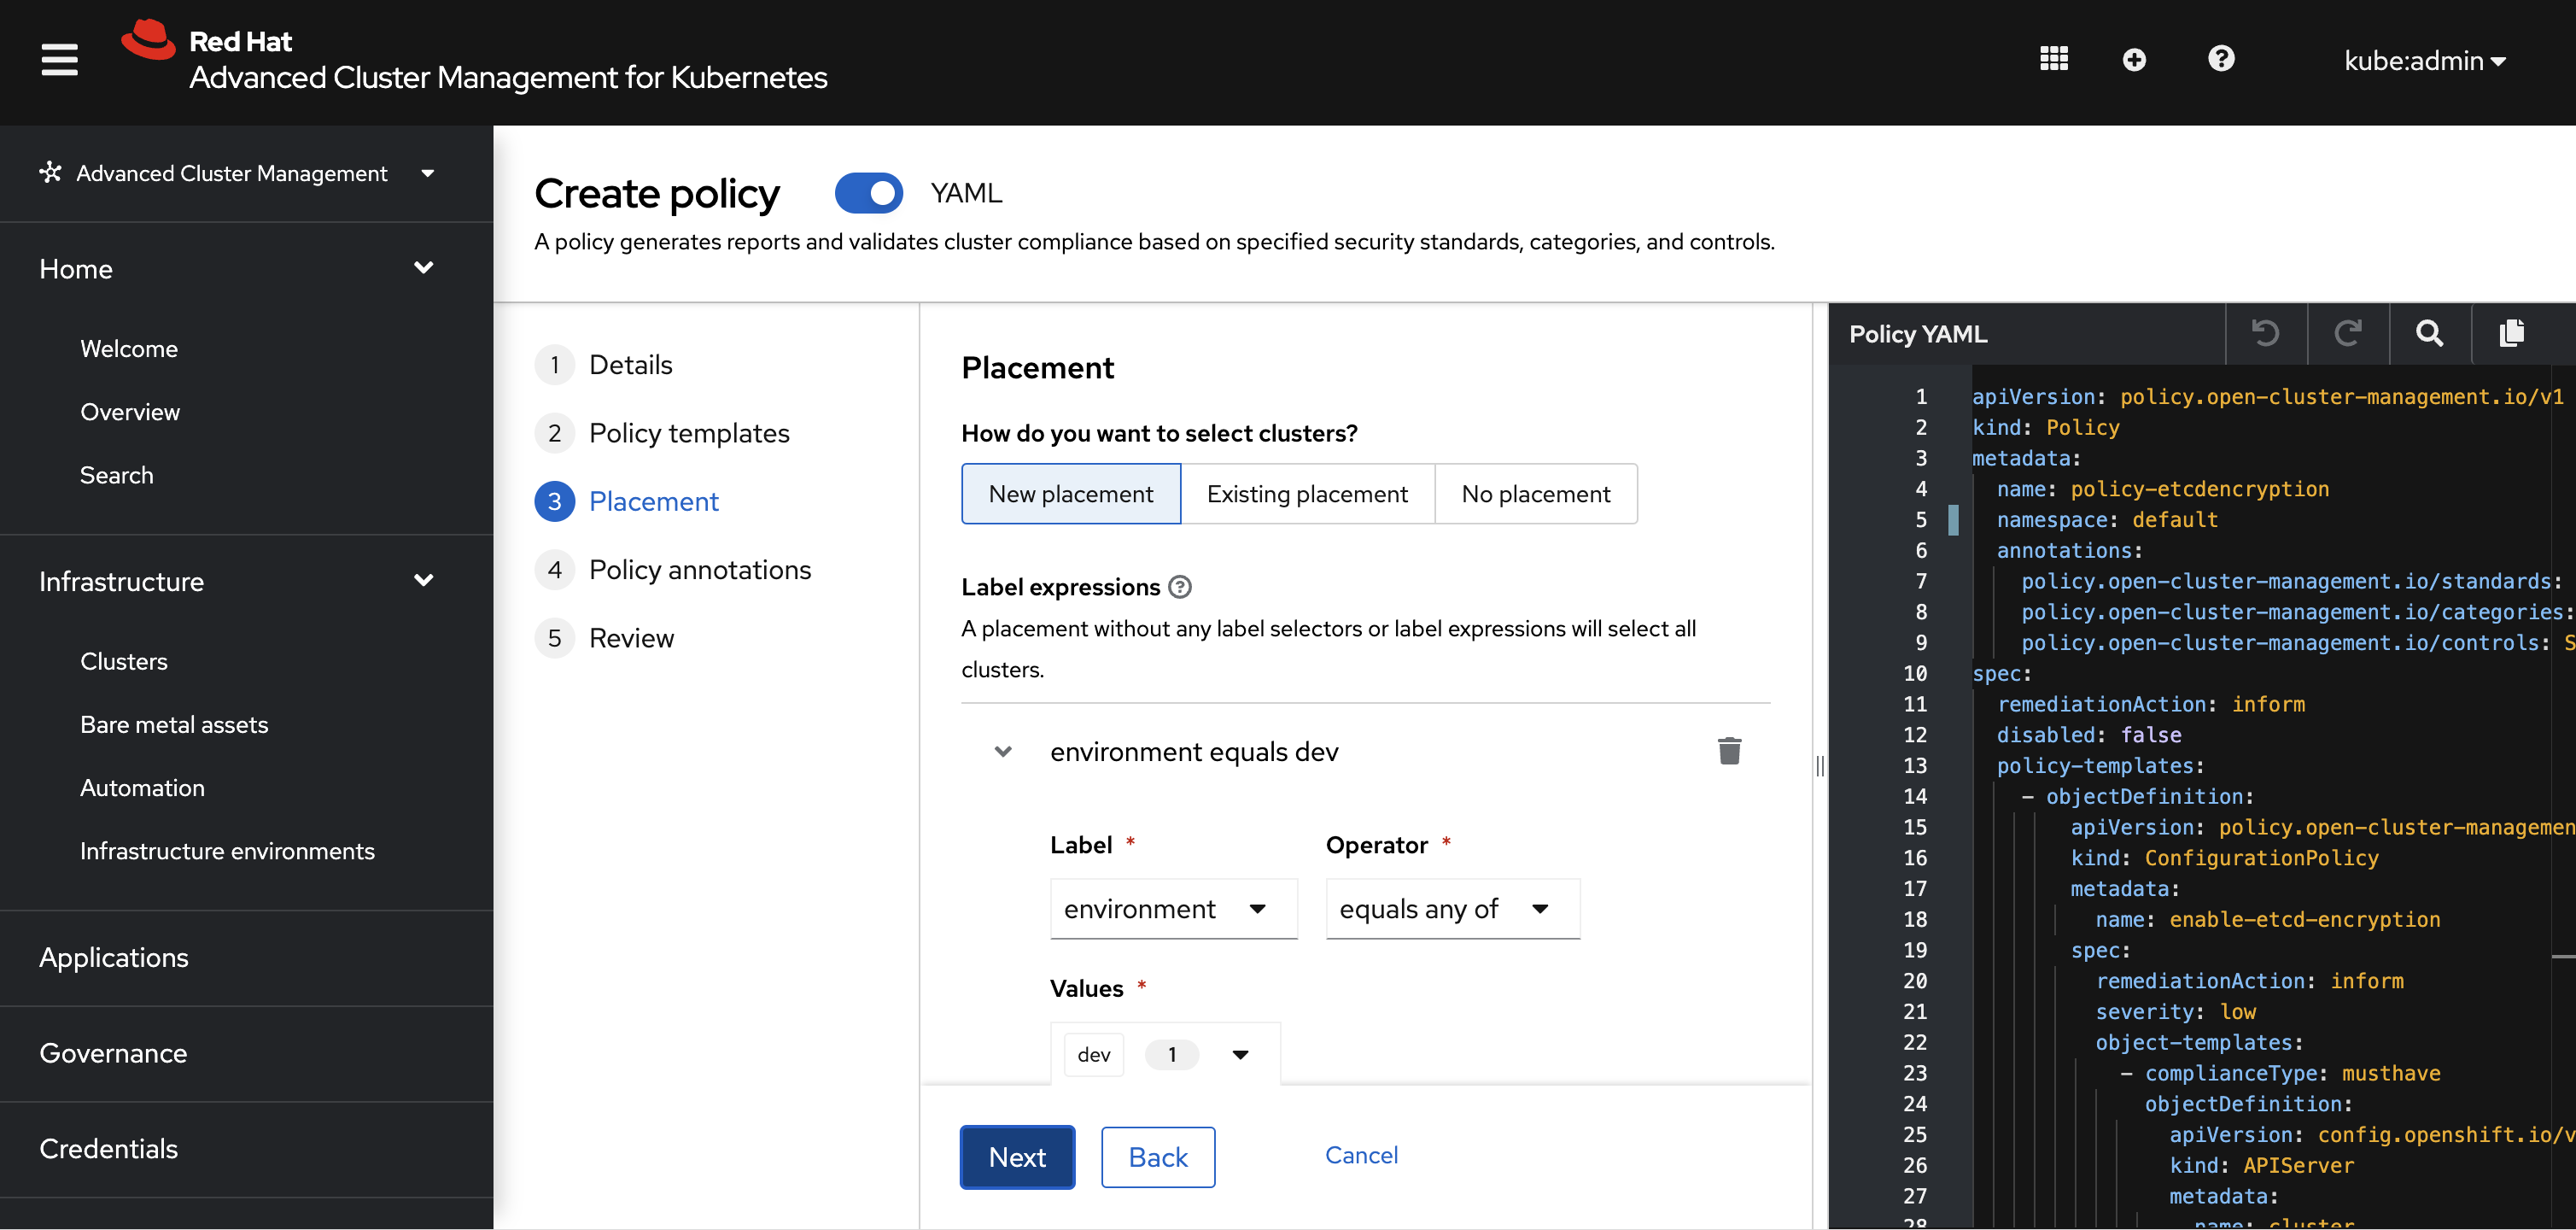 Red Hat
Advanced Cluster Management for Kubernetes
kube:admin
Advanced Cluster Management
Home
Welcome
Overview
Search
Infrastructure
Clusters
Bare metal assets
Automation
Infrastructure environments
Applications
Governance
Credentials
Create policy
YAML
A policy generates reports and validates cluster compliance based on specified security standards, categories, and controls.
1 Details
2 Policy templates
3 Placement
4 Policy annotations
5 Review
Placement
How do you want to select clusters?
New placement
Existing placement
No placement
Label expressions
A placement without any label selectors or label expressions will select all
clusters.
environment equals dev
Label *
Operator *
environment
equals any of
Values *
dev 1
Next
Back
Cancel
Policy YAML
1 apiVersion: policy.open-cluster-management.io/v1
2 kind: Policy
3 metadata:
4 name: policy-etcdencryption
5 namespace: default
6 annotations:
7 policy.open-cluster-management.io/standards:
8 policy.open-cluster-management.io/categories:
9 policy.open-cluster-management.io/controls: S
10 spec:
11 remediationAction: inform
12 disabled: false
13 policy-templates:
14 - objectDefinition:
15 apiVersion: policy.open-cluster-managemen
16 kind: ConfigurationPolicy
17 metadata:
18 name: enable-etcd-encryption
19 spec:
20 remediationAction: inform
21 severity: low
22 object-templates:
23 - complianceType: musthave
24 objectDefinition:
25 apiVersion: config.openshift.io/v
26 kind: APIServer
27 metadata:
28 name: cluster